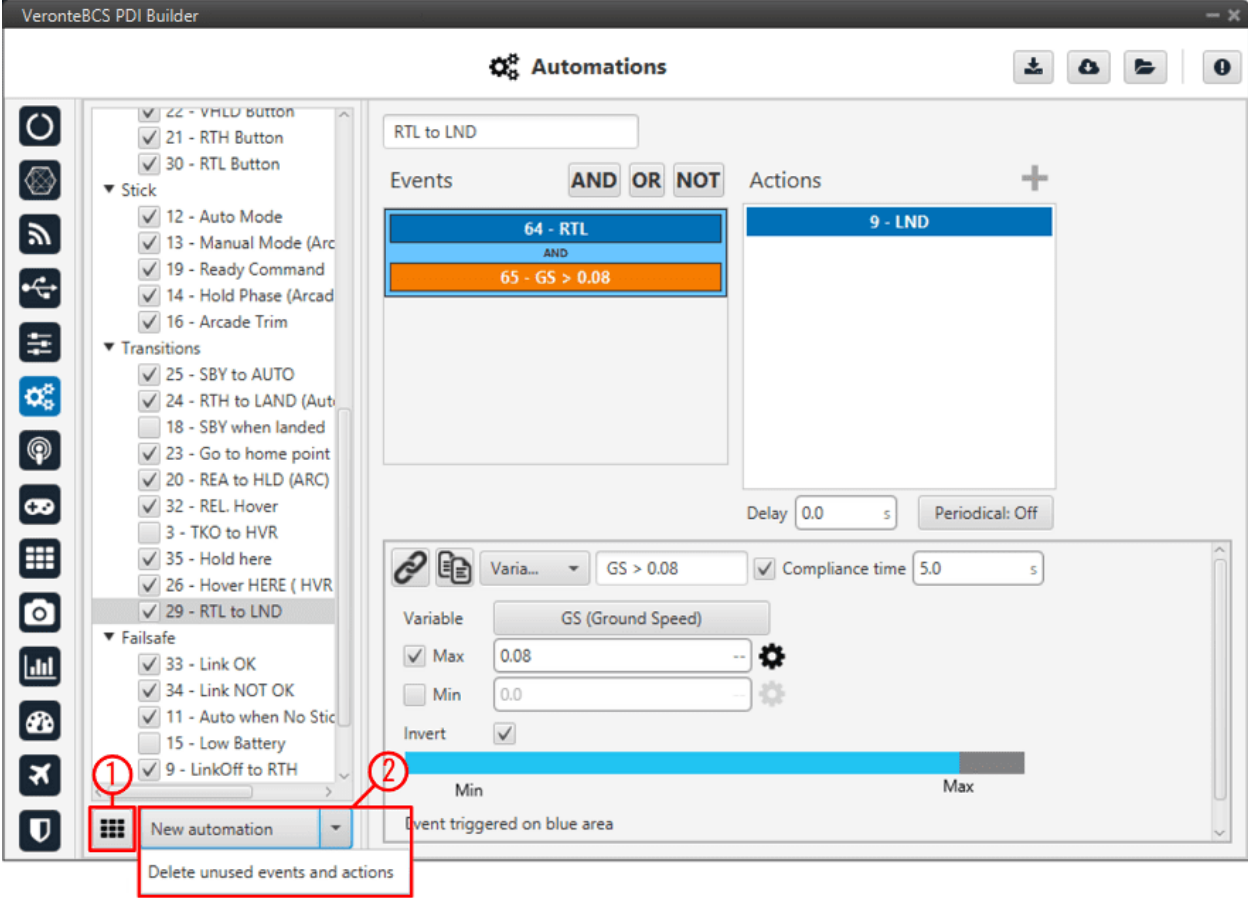 VeronteBCS PDI Builder
Automations
22 - VHLD Button
21 - RTH Button
30 - RTL Button
Stick
12 - Auto Mode
13 - Manual Mode (Arc
19 - Ready Command
14 - Hold Phase (Arcad
16 - Arcade Trim
Transitions
25 - SBY to AUTO
24 - RTH to LAND (Aut
18 - SBY when landed
23 - Go to home point
20 - REA to HLD (ARC)
32 - REL. Hover
3 - TKO to HVR
35 - Hold here
26 - Hover HERE ( HVR
29 - RTL to LND
Failsafe
33 - Link OK
34 - Link NOT OK
11 - Auto when No Stic
15 - Low Battery
9 - LinkOff to RTH
1
2
New automation
Delete unused events and actions
RTL to LND
Events AND OR NOT
64 - RTL
AND
65 - GS > 0.08
Actions
9 - LND
Delay 0.0 s Periodical: Off
Varia... GS > 0.08 Compliance time 5.0 s
Variable GS (Ground Speed)
Max 0.08 --
Min 0.0 --
Invert
Min Max
Event triggered on blue area